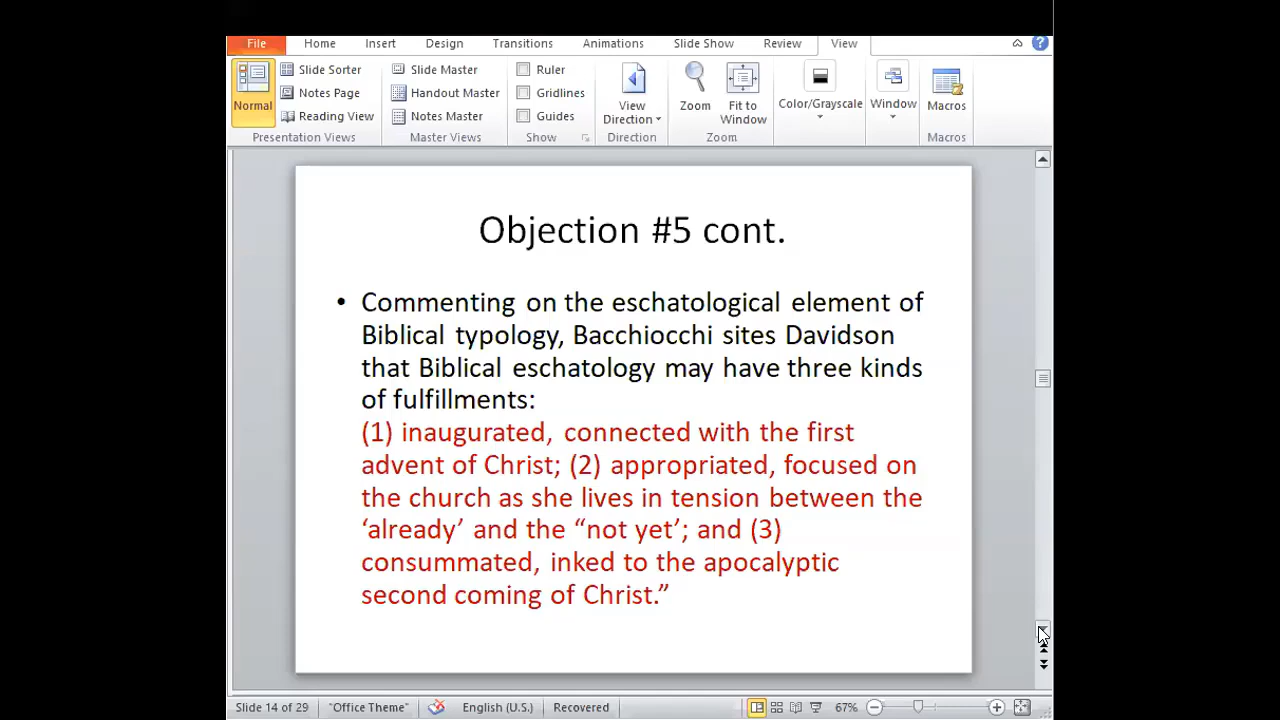 File Home Insert Design Transitions Animations Slide Show Review View
Normal
Slide Sorter
Notes Page
Reading View
Presentation Views
Slide Master
Handout Master
Notes Master
Master Views
Ruler
Gridlines
Guides
Show
View Direction
Direction
Zoom
Fit to Window
Zoom
Color/Grayscale
Window
Macros
Macros
Objection #5 cont.
• Commenting on the eschatological element of
Biblical typology, Bacchiocchi sites Davidson
that Biblical eschatology may have three kinds
of fulfillments:
(1) inaugurated, connected with the first
advent of Christ; (2) appropriated, focused on
the church as she lives in tension between the
‘already’ and the “not yet’; and (3)
consummated, inked to the apocalyptic
second coming of Christ.”
Slide 14 of 29 "Office Theme" English (U.S.) Recovered 67%